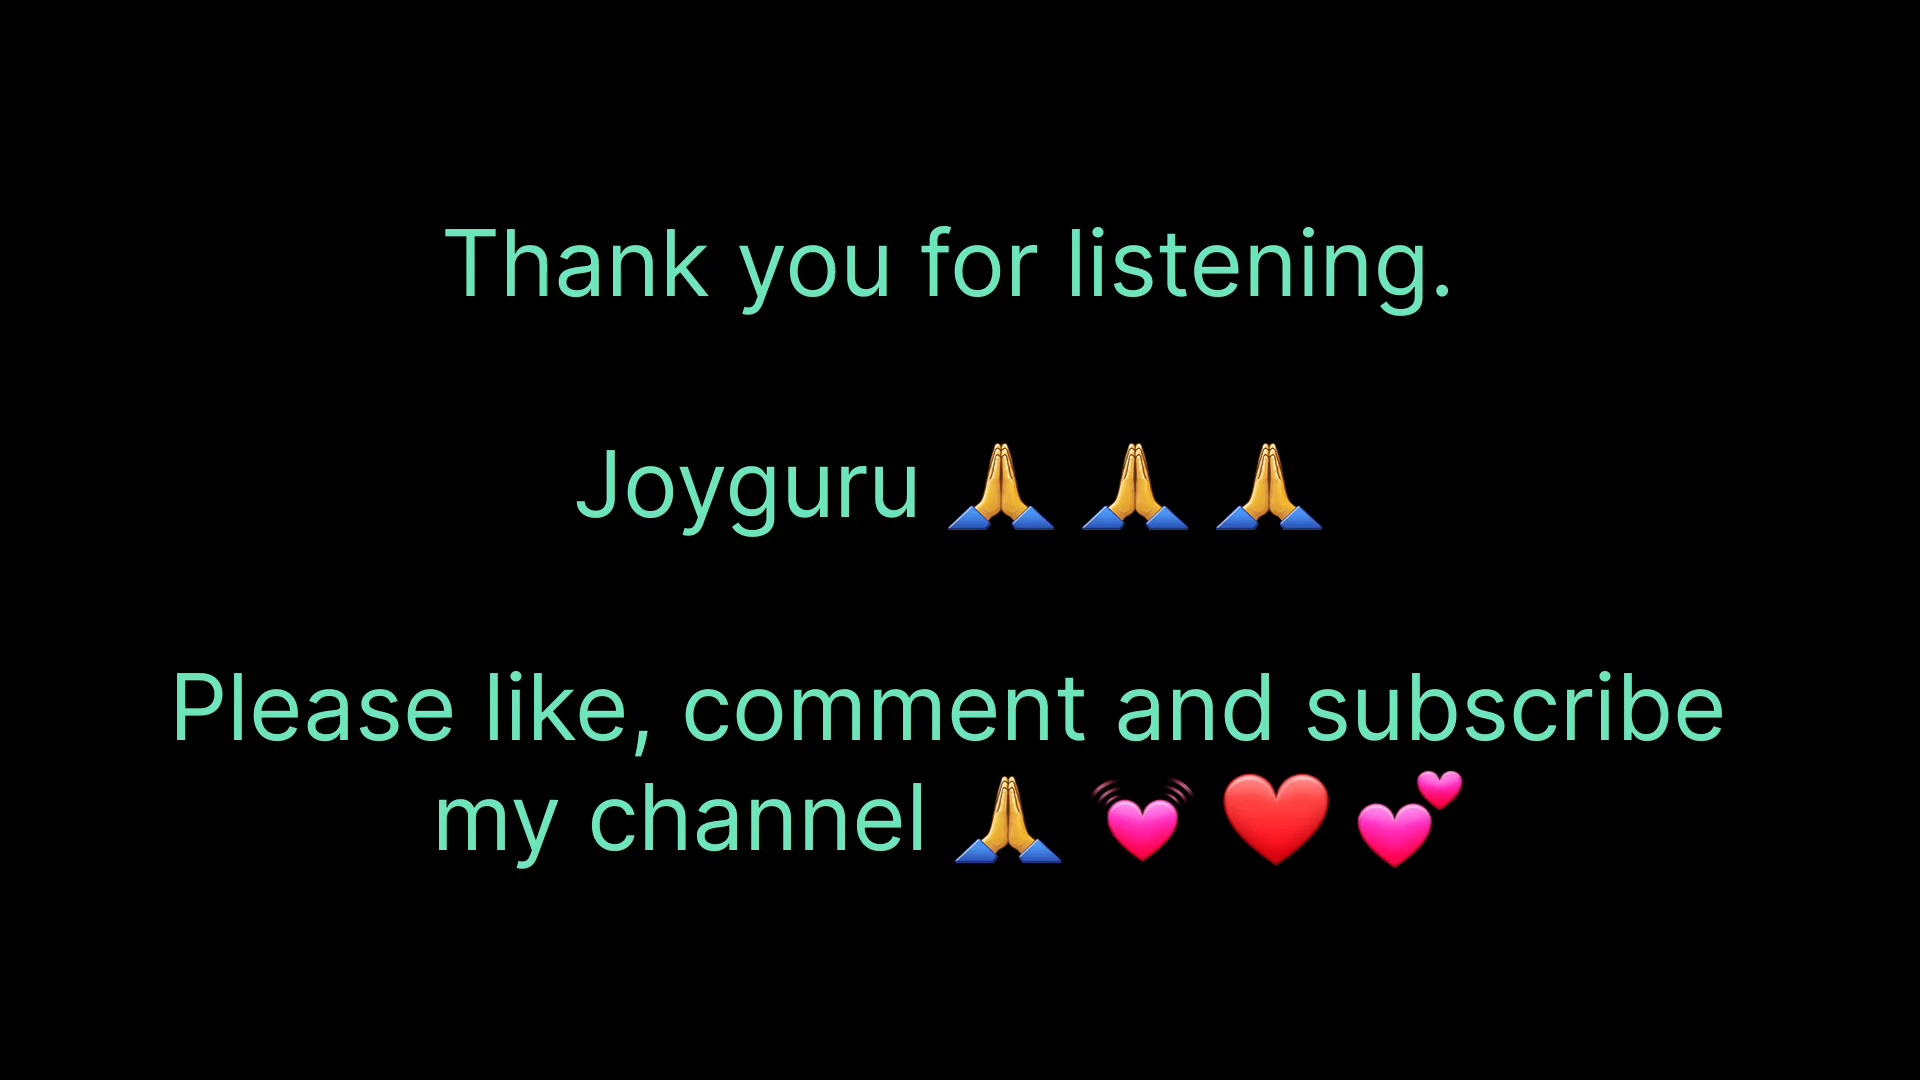 Thank you for listening.
Joyguru 🙏 🙏 🙏
Please like, comment and subscribe
my channel 🙏 💓 ❤️ 💕